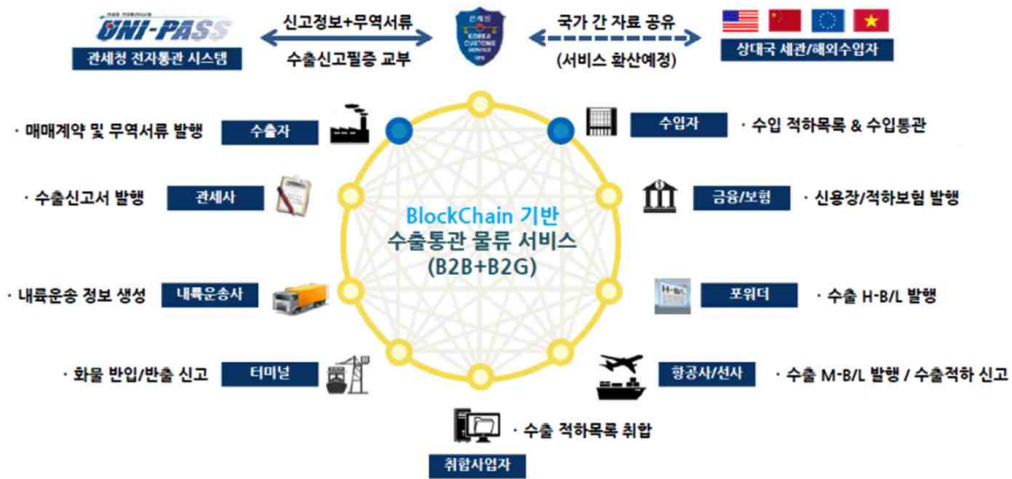 UNI-PASS
관세청 전자통관 시스템
신고정보+무역서류
수출신고필증 교부
관세청
KOREA
CUSTOMS
SERVICE
국가 간 자료 공유
(서비스 확산예정)
상대국 세관/해외수입자
· 매매계약 및 무역서류 발행
수출자
수입자
· 수입 적하목록 & 수입통관
· 수출신고서 발행
관세사
금융/보험
· 신용장/적하보험 발행
BlockChain 기반
수출통관 물류 서비스
(B2B+B2G)
· 내륙운송 정보 생성
내륙운송사
H-B/L
포워더
· 수출 H-B/L 발행
· 화물 반입/반출 신고
터미널
항공사/선사
· 수출 M-B/L 발행 / 수출적하 신고
· 수출 적하목록 취합
취합사업자